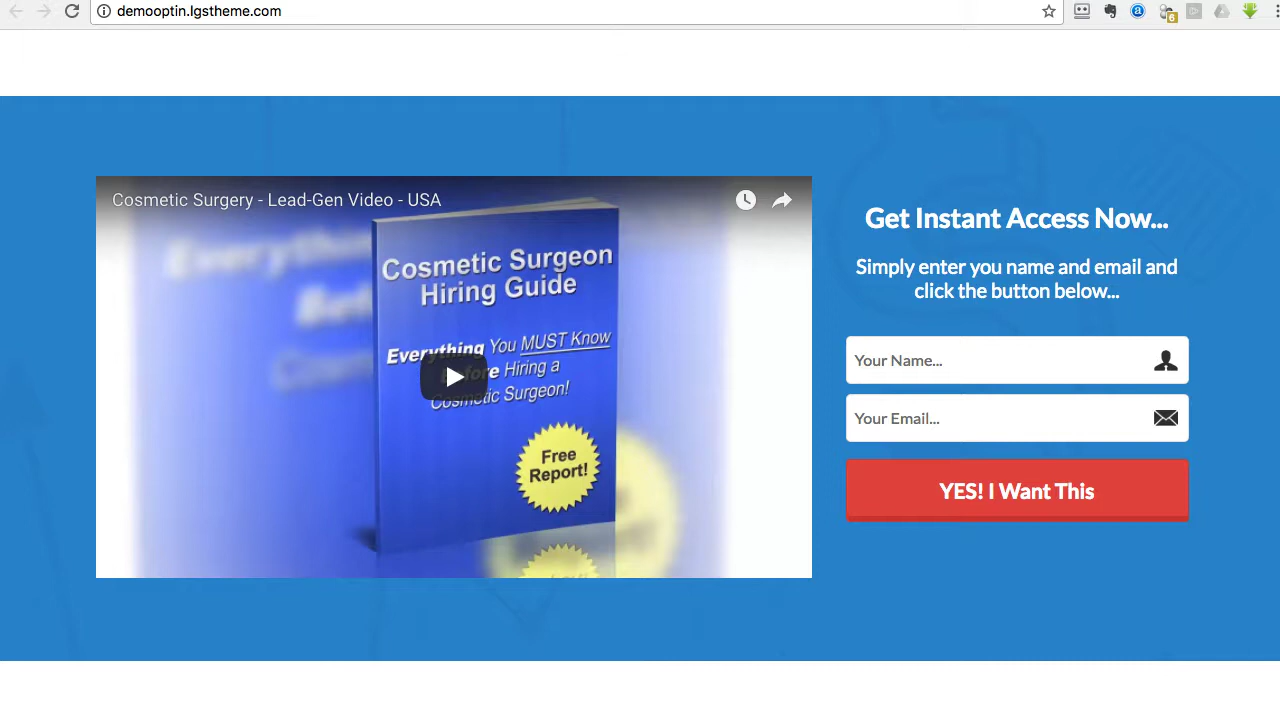 demooptin.lgstheme.com
6
Cosmetic Surgery - Lead-Gen Video - USA
Cosmetic Surgeon
Hiring Guide
Everything You MUST Know
Before Hiring a
Cosmetic Surgeon!
Free
Report!
Get Instant Access Now...
Simply enter you name and email and
click the button below...
Your Name...
Your Email...
YES! I Want This